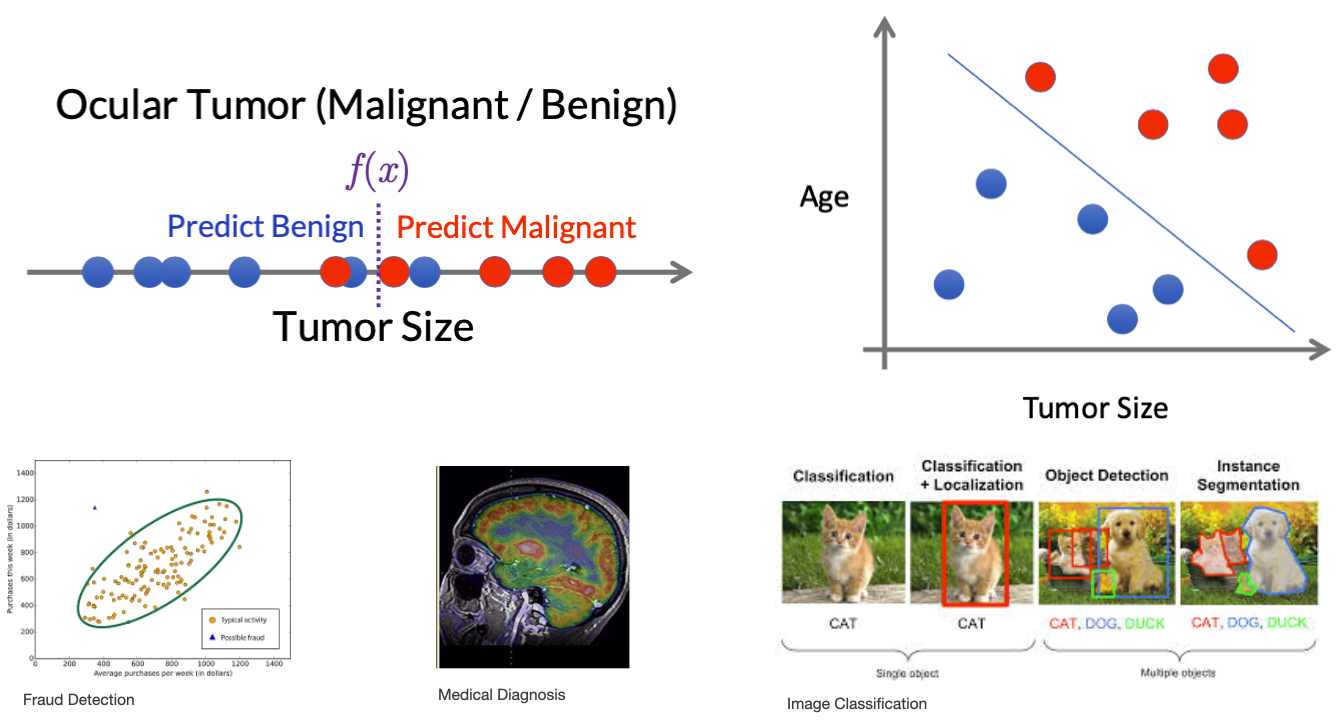 Ocular Tumor (Malignant / Benign)
f(x)
Predict Benign
Predict Malignant
Tumor Size
Age
Tumor Size
1400
1200
1000
800
600
400
200
0
0
200
400
600
800
1000
1200
1400
Purchases this week (in dollars)
Average purchases per week (in dollars)
Typical activity
Possible fraud
Fraud Detection
Medical Diagnosis
Classification
Classification
+ Localization
Object Detection
Instance
Segmentation
CAT
CAT
CAT, DOG, DUCK
CAT, DOG, DUCK
Single object
Multiple objects
Image Classification